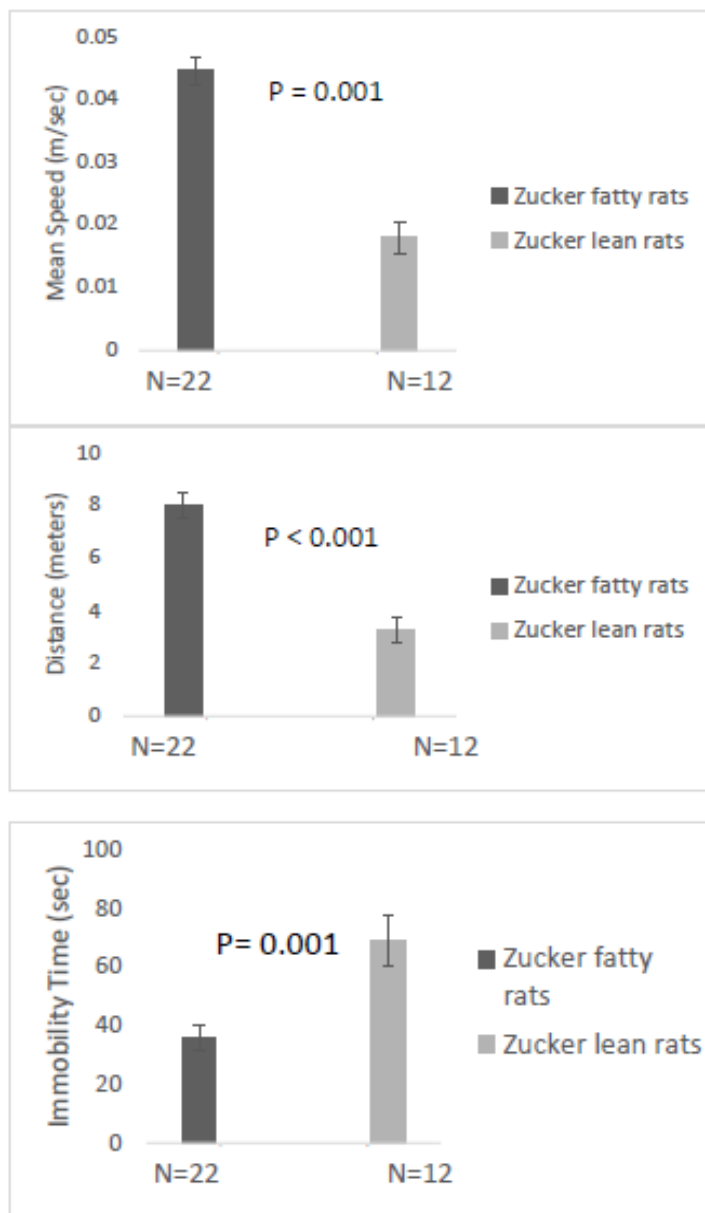 0.05
0.04
0.03
0.02
0.01
0
Mean Speed (m/sec)
P = 0.001
Zucker fatty rats
Zucker lean rats
N=22 N=12
10
8
6
4
2
0
Distance (meters)
P < 0.001
Zucker fatty rats
Zucker lean rats
N=22 N=12
100
80
60
40
20
0
Immobility Time (sec)
P= 0.001
Zucker fatty
rats
Zucker lean rats
N=22 N=12